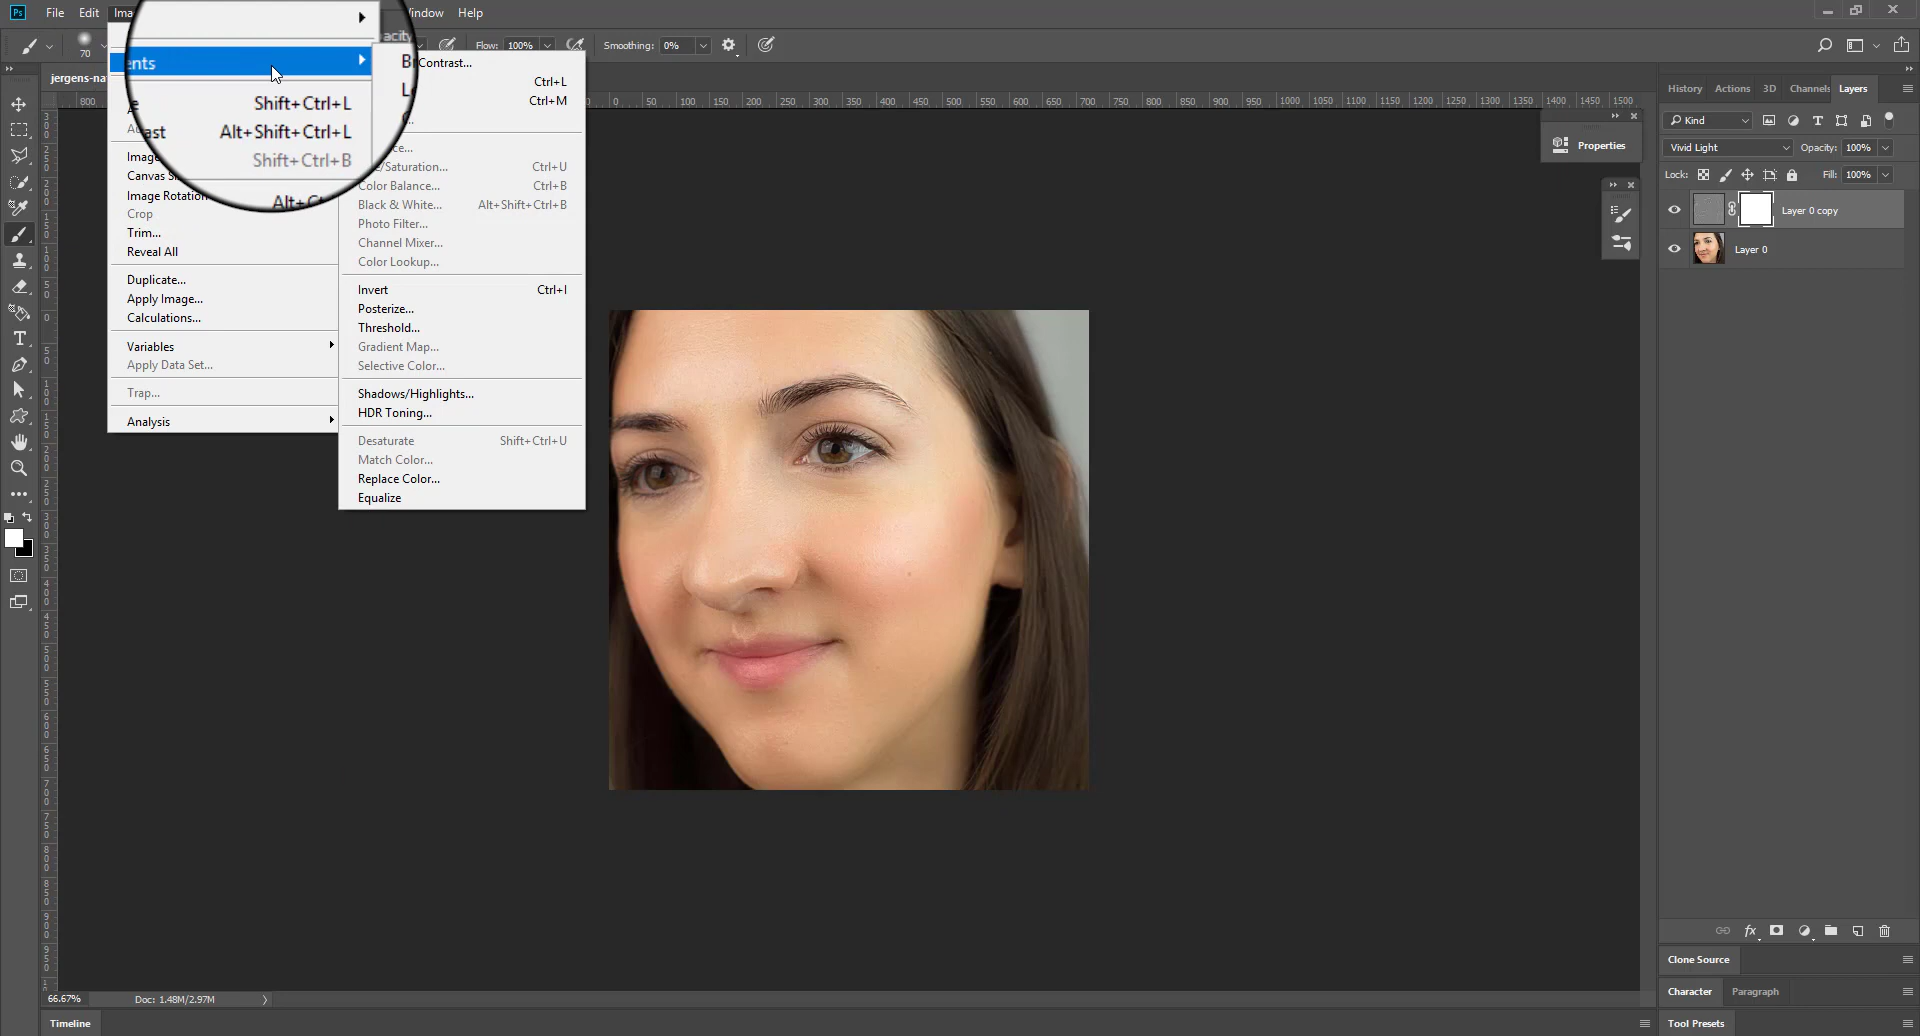 Ps File Edit Ima indow Help
70 acity Flow: 100% Smoothing: 0%
jergens-na
ents
Shift+Ctrl+L
ast Alt+Shift+Ctrl+L
Shift+Ctrl+B
Image
Canvas Si
Image Rotation
Crop
Trim...
Reveal All
Duplicate...
Apply Image...
Calculations...
Variables
Apply Data Set...
Trap...
Analysis
Contrast...
Ctrl+L
Ctrl+M
ce...
e/Saturation... Ctrl+U
Color Balance... Ctrl+B
Black & White... Alt+Shift+Ctrl+B
Photo Filter...
Channel Mixer...
Color Lookup...
Invert Ctrl+I
Posterize...
Threshold...
Gradient Map...
Selective Color...
Shadows/Highlights...
HDR Toning...
Desaturate Shift+Ctrl+U
Match Color...
Replace Color...
Equalize
800 0 50 100 150 200 250 300 350 400 450 500 550 600 650 700 750 800 850 900 950 1000 1050 1100 1150 1200 1250 1300 1350 1400 1450 1500
Properties
History Actions 3D Channels Layers
Kind
Vivid Light Opacity: 100%
Lock: Fill: 100%
Layer 0 copy
Layer 0
Clone Source
Character Paragraph
Tool Presets
66.67% Doc: 1.48M/2.97M
Timeline